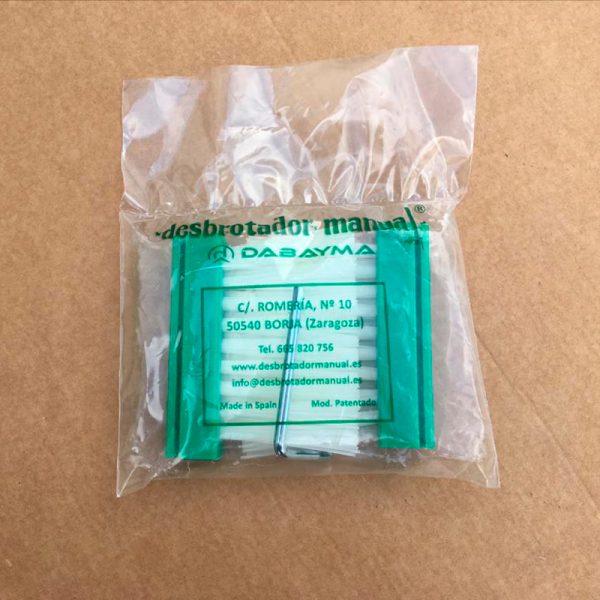 desbrotador manual®
DABAYMA
C/. ROMERÍA, Nº 10
50540 BORJA (Zaragoza)
Tel. 665 820 756
www.desbrotadormanual.es
info@desbrotadormanual.es
Made in Spain Mod. Patentado